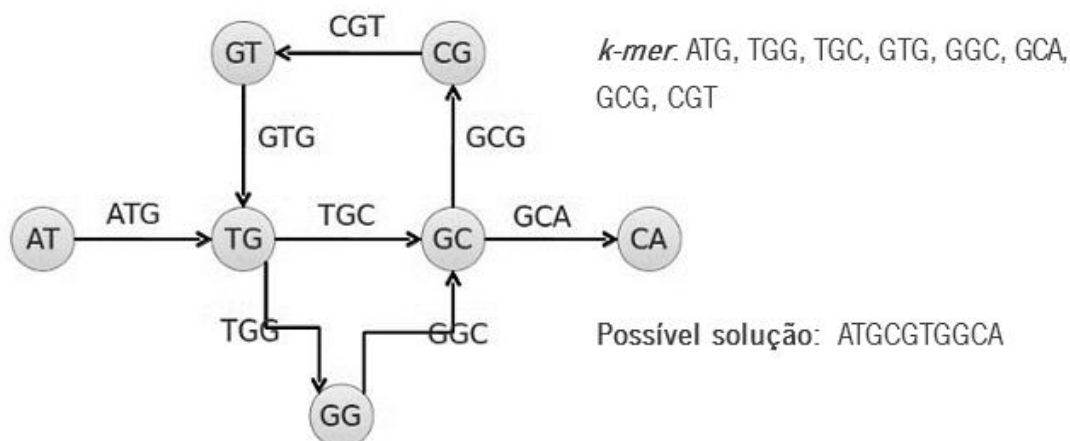 CGT
GT
CG
k-mer: ATG, TGG, TGC, GTG, GGC, GCA,
GCG, CGT
GTG
GCG
ATG
TGC
GCA
AT
TG
GC
CA
TGG
GGC
Possível solução: ATGCGTGGCA
GG